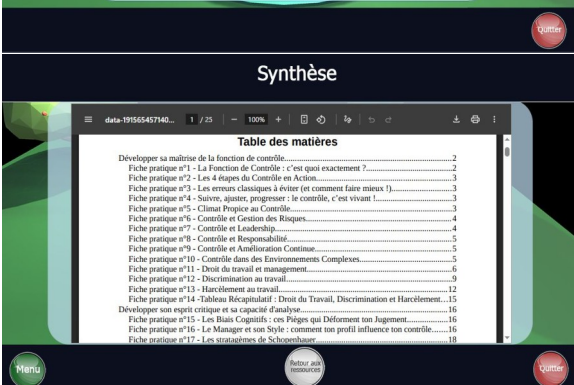 Quitter
Synthèse
data-191565457140... 1 / 25 100%
Table des matières
Développer sa maîtrise de la fonction de contrôle....................2
Fiche pratique n°1 - La Fonction de Contrôle : c’est quoi exactement ?....................2
Fiche pratique n°2 - Les 4 étapes du Contrôle en Action....................3
Fiche pratique n°3 - Les erreurs classiques à éviter (et comment faire mieux !)....................3
Fiche pratique n°4 - Suivre, ajuster, progresser : le contrôle, c’est vivant !....................3
Fiche pratique n°5 - Climat Propice au Contrôle....................3
Fiche pratique n°6 - Contrôle et Gestion des Risques....................4
Fiche pratique n°7 - Contrôle et Leadership....................4
Fiche pratique n°8 - Contrôle et Responsabilité....................5
Fiche pratique n°9 - Contrôle et Amélioration Continue....................5
Fiche pratique n°10 - Contrôle dans des Environnements Complexes....................5
Fiche pratique n°11 - Droit du travail et management....................6
Fiche pratique n°12 - Discrimination au travail....................9
Fiche pratique n°13 - Harcèlement au travail....................12
Fiche pratique n°14 -Tableau Récapitulatif : Droit du Travail, Discrimination et Harcèlement...15
Développer son esprit critique et sa capacité d'analyse....................16
Fiche pratique n°15 - Les Biais Cognitifs : ces Pièges qui Déforment ton Jugement....................16
Fiche pratique n°16 - Le Manager et son Style : comment ton profil influence ton contrôle.......16
Fiche pratique n°17 - Les stratagèmes de Schopenhauer....................18
Menu
Retour aux
ressources
Quitter